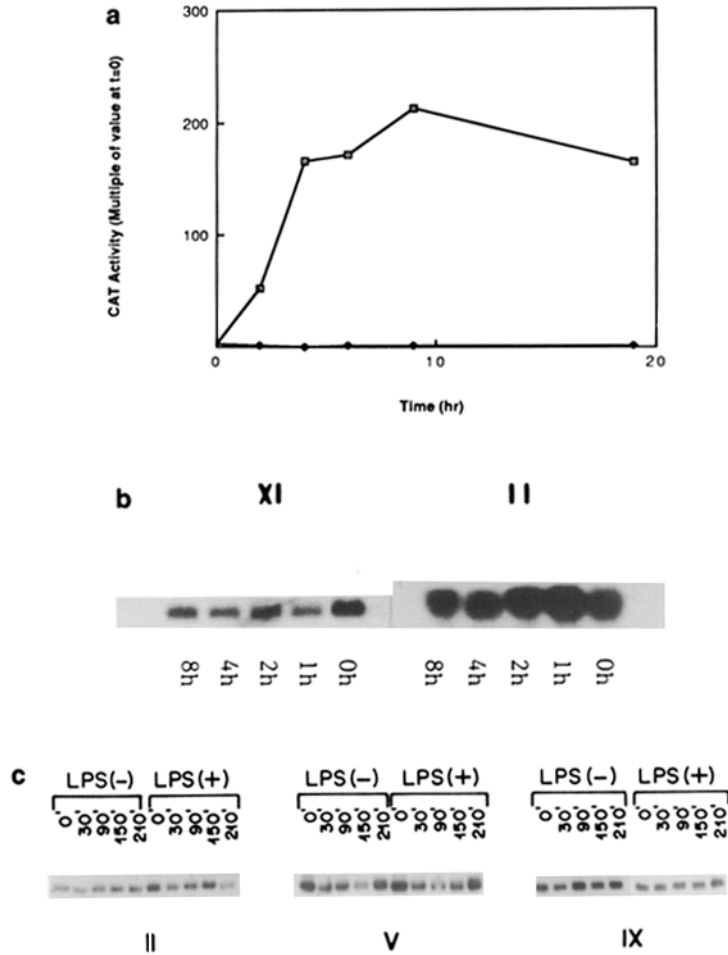 a
300
200
100
0
10
20
CAT Activity (Multiple of value at t=0)
Time (hr)
b
XI
II
8h 4h 2h 1h 0h
8h 4h 2h 1h 0h
c
LPS(-) LPS(+)
0' 30' 90' 150' 210' 0' 30' 90' 150' 210'
II
LPS(-) LPS(+)
0' 30' 90' 150' 210' 0' 30' 90' 150' 210'
V
LPS(-) LPS(+)
0' 30' 90' 150' 210' 0' 30' 90' 150' 210'
IX